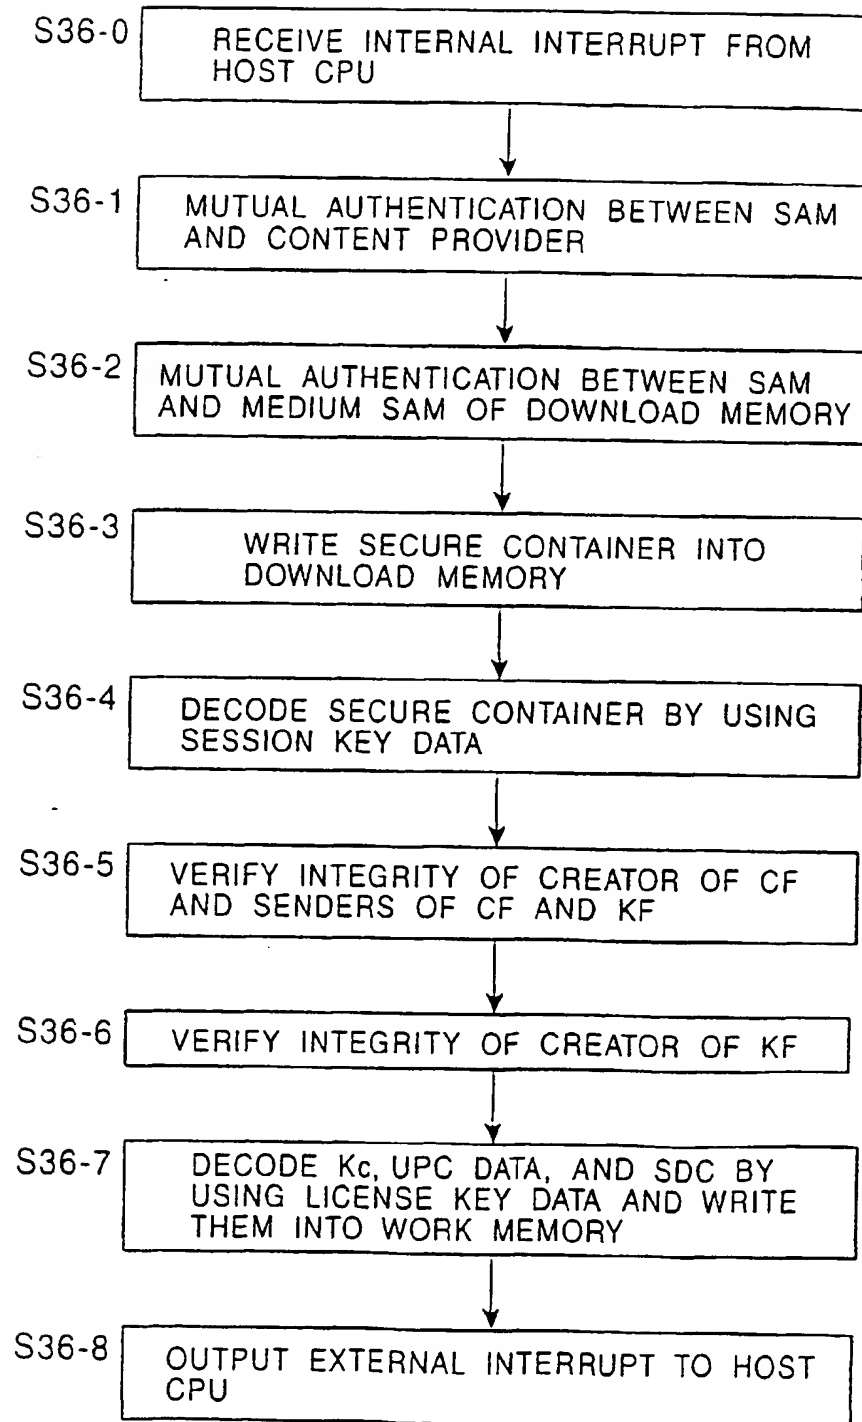 S36-0
RECEIVE INTERNAL INTERRUPT FROM
HOST CPU
S36-1
MUTUAL AUTHENTICATION BETWEEN SAM
AND CONTENT PROVIDER
S36-2
MUTUAL AUTHENTICATION BETWEEN SAM
AND MEDIUM SAM OF DOWNLOAD MEMORY
S36-3
WRITE SECURE CONTAINER INTO
DOWNLOAD MEMORY
S36-4
DECODE SECURE CONTAINER BY USING
SESSION KEY DATA
S36-5
VERIFY INTEGRITY OF CREATOR OF CF
AND SENDERS OF CF AND KF
S36-6
VERIFY INTEGRITY OF CREATOR OF KF
S36-7
DECODE Kc, UPC DATA, AND SDC BY
USING LICENSE KEY DATA AND WRITE
THEM INTO WORK MEMORY
S36-8
OUTPUT EXTERNAL INTERRUPT TO HOST
CPU